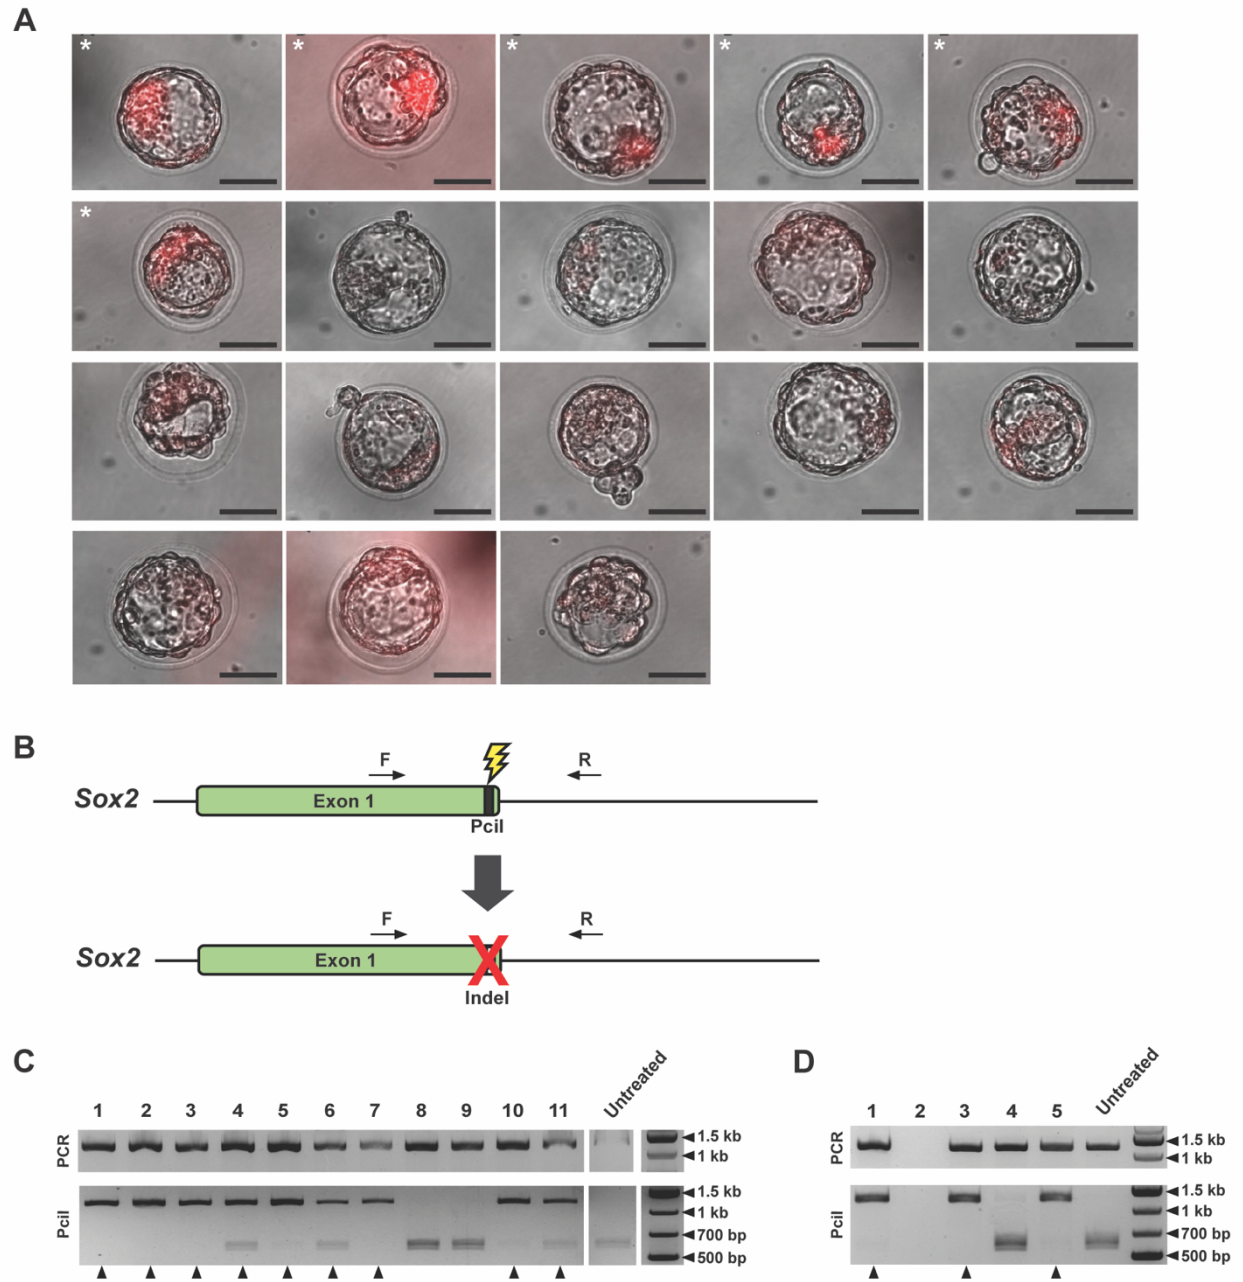 A
*
*
*
*
*
*
B
F
R
Sox2
Exon 1
PciI
F
R
Sox2
Exon 1
X
Indel
C
D
1 2 3 4 5 6 7 8 9 10 11 Untreated
PCR
1.5 kb
1 kb
PciI
1.5 kb
1 kb
700 bp
500 bp
1 2 3 4 5 Untreated
PCR
1.5 kb
1 kb
PciI
1.5 kb
1 kb
700 bp
500 bp